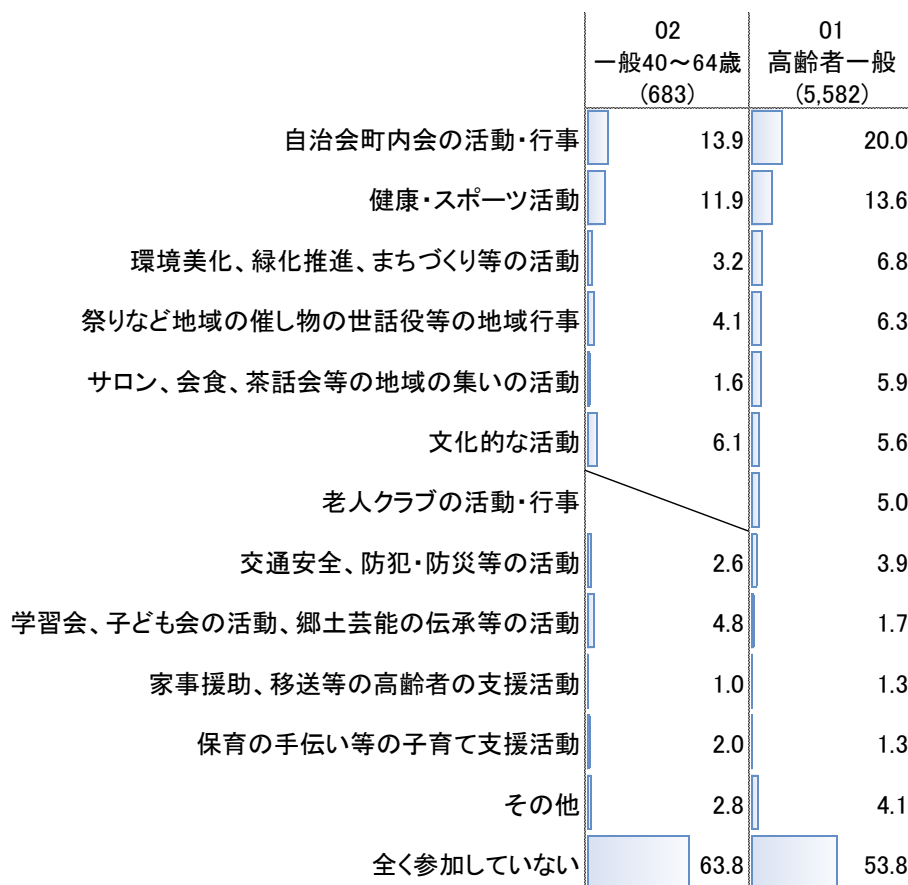 02 01
一般40～64歳 高齢者一般
(683) (5,582)
自治会町内会の活動・行事 13.9 20.0
健康・スポーツ活動 11.9 13.6
環境美化、緑化推進、まちづくり等の活動 3.2 6.8
祭りなど地域の催し物の世話役等の地域行事 4.1 6.3
サロン、会食、茶話会等の地域の集いの活動 1.6 5.9
文化的な活動 6.1 5.6
老人クラブの活動・行事 5.0
交通安全、防犯・防災等の活動 2.6 3.9
学習会、子ども会の活動、郷土芸能の伝承等の活動 4.8 1.7
家事援助、移送等の高齢者の支援活動 1.0 1.3
保育の手伝い等の子育て支援活動 2.0 1.3
その他 2.8 4.1
全く参加していない 63.8 53.8